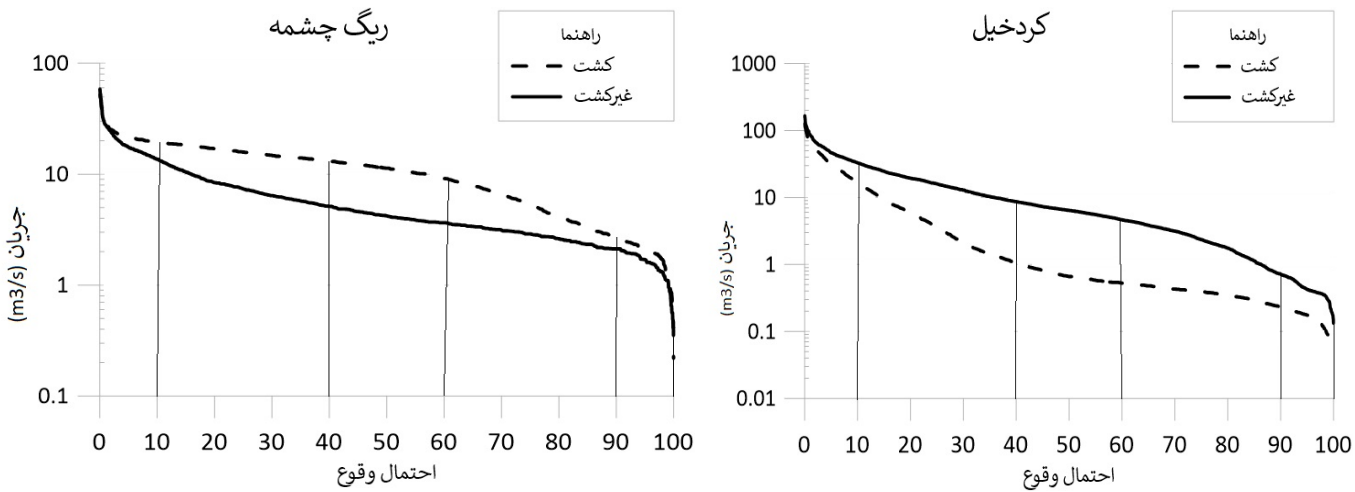 ریگ چشمه
راهنما
کشت
غیرکشت
100
10
1
0.1
جریان (m3/s)
0 10 20 30 40 50 60 70 80 90 100
احتمال وقوع
کردخیل
راهنما
کشت
غیرکشت
1000
100
10
1
0.1
0.01
جریان (m3/s)
0 10 20 30 40 50 60 70 80 90 100
احتمال وقوع